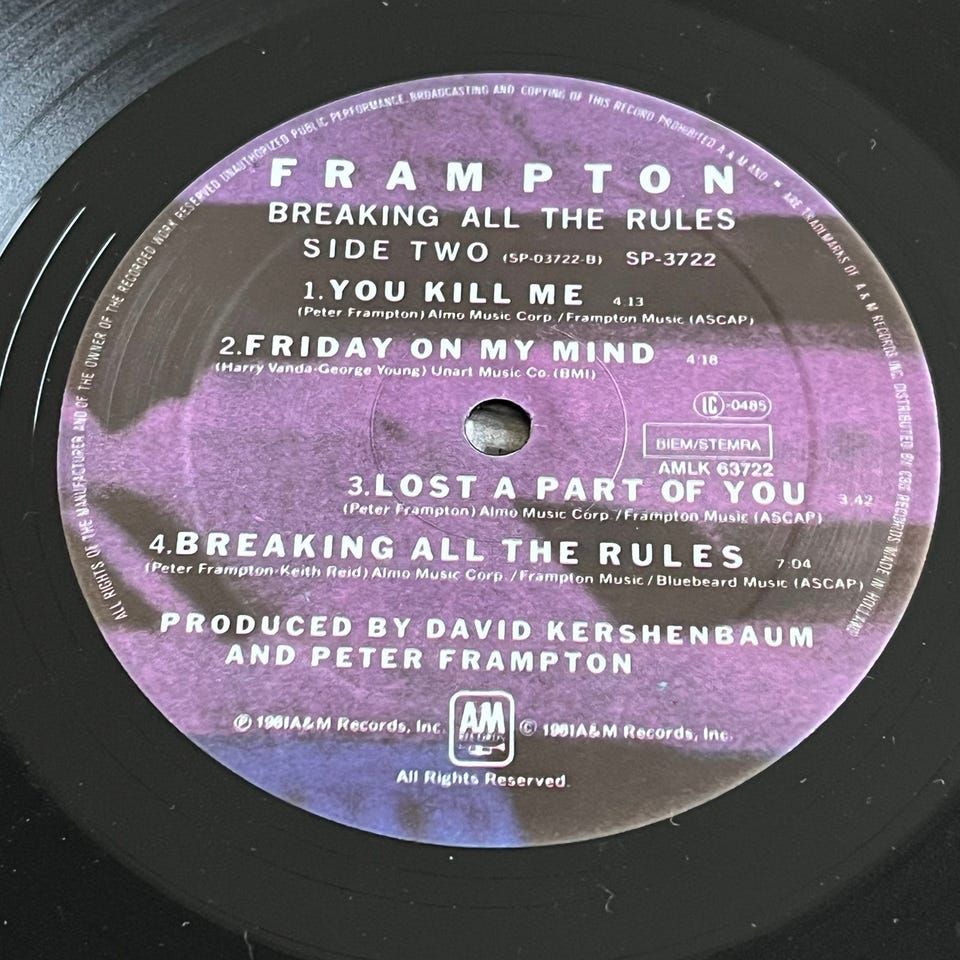 ALL RIGHTS OF THE MANUFACTURER AND OF THE OWNER OF THE RECORDED WORK RESERVED UNAUTHORIZED PUBLIC PERFORMANCE BROADCASTING AND COPYING OF THIS RECORD PROHIBITED A & M AND ARE TRADEMARKS OF A & M RECORDS INC DISTRIBUTED BY CBS RECORDS MADE IN HOLLAND
FRAMPTON
BREAKING ALL THE RULES
SIDE TWO (SP-03722-B) SP-3722
1.YOU KILL ME 4 13
(Peter Frampton) Almo Music Corp./Frampton Music (ASCAP)
2.FRIDAY ON MY MIND 4/18
(Harry Vanda-George Young) Unart Music Co. (BMI)
IC -0485
BIEM/STEMRA
AMLK 63722
3.LOST A PART OF YOU 3.42
(Peter Frampton) Almo Music Corp./Frampton Music (ASCAP)
4.BREAKING ALL THE RULES 7:04
(Peter Frampton-Keith Reid) Almo Music Corp./Frampton Music/Bluebeard Music (ASCAP)
PRODUCED BY DAVID KERSHENBAUM
AND PETER FRAMPTON
℗ 1981 A&M Records, Inc. AM © 1981 A&M Records, Inc.
All Rights Reserved.